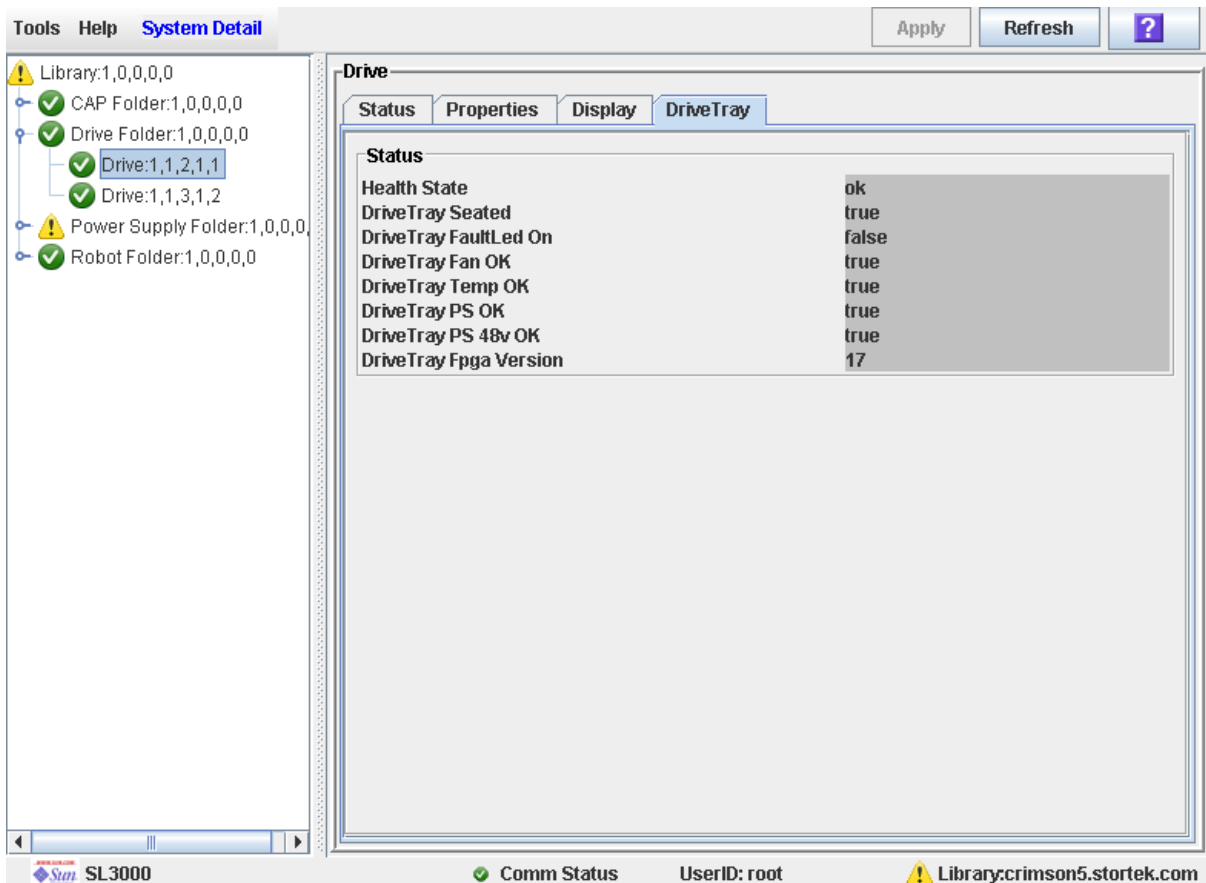 Tools Help System Detail Apply Refresh ?
Library:1,0,0,0,0
CAP Folder:1,0,0,0,0
Drive Folder:1,0,0,0,0
Drive:1,1,2,1,1
Drive:1,1,3,1,2
Power Supply Folder:1,0,0,0,
Robot Folder:1,0,0,0,0
Drive
Status Properties Display DriveTray
Status
Health State ok
DriveTray Seated true
DriveTray FaultLed On false
DriveTray Fan OK true
DriveTray Temp OK true
DriveTray PS OK true
DriveTray PS 48v OK true
DriveTray Fpga Version 17
Sun SL3000 Comm Status UserID: root Library:crimson5.stortek.com